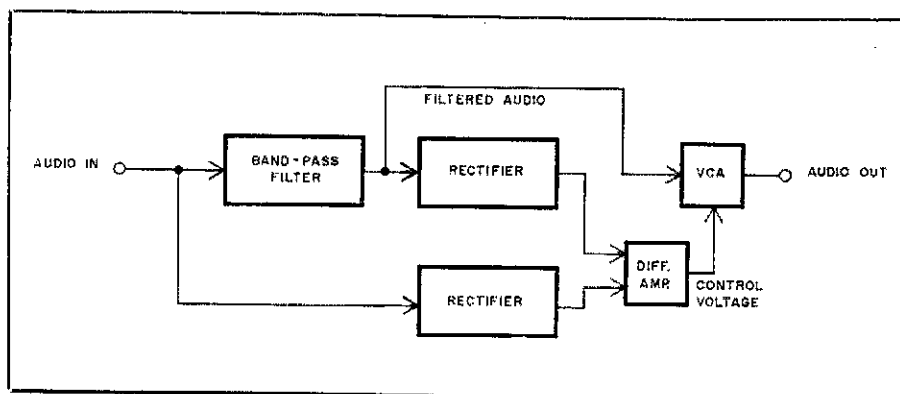 FILTERED AUDIO
AUDIO IN
BAND-PASS
FILTER
RECTIFIER
VCA
AUDIO OUT
DIFF.
AMP.
RECTIFIER
CONTROL
VOLTAGE